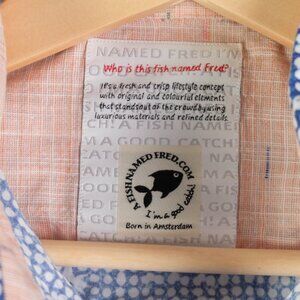 NAMED FRED I'M
Who is this fish named Fred?
It's a fresh and crisp lifestyle concept
with original and colourful elements
that stands out of the crowd by using
luxurious materials and refined details
AFISHNAMEDFRED.COM
I'm a good catch!
Born in Amsterdam